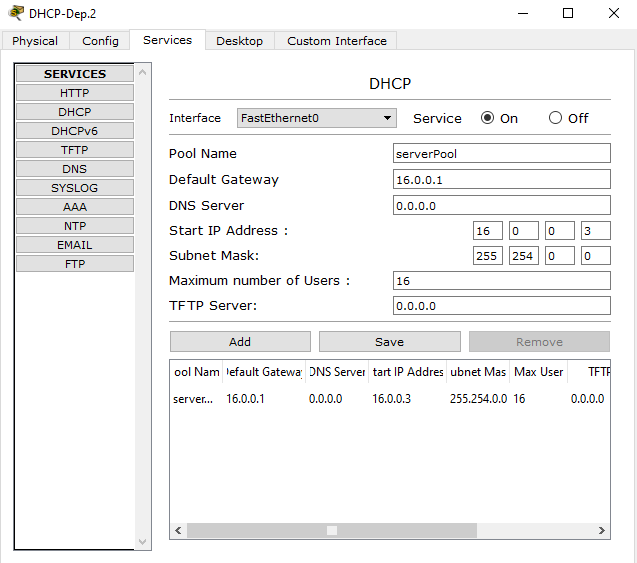 DHCP-Dep.2
Physical Config Services Desktop Custom Interface
SERVICES
HTTP
DHCP
DHCPv6
TFTP
DNS
SYSLOG
AAA
NTP
EMAIL
FTP
DHCP
Interface FastEthernet0 Service On Off
Pool Name serverPool
Default Gateway 16.0.0.1
DNS Server 0.0.0.0
Start IP Address : 16 0 0 3
Subnet Mask: 255 254 0 0
Maximum number of Users : 16
TFTP Server: 0.0.0.0
Add Save Remove
ool Nam efault Gateway DNS Server tart IP Addres ubnet Mas Max User TFTP
server... 16.0.0.1 0.0.0.0 16.0.0.3 255.254.0.0 16 0.0.0.0